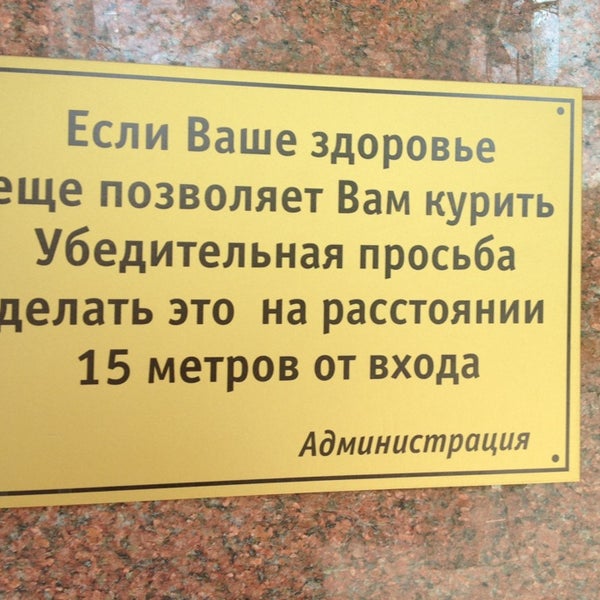 Если Ваше здоровье
еще позволяет Вам курить
Убедительная просьба
делать это на расстоянии
15 метров от входа
Администрация